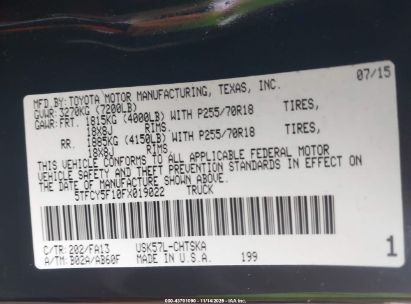 07/15
MFD. BY: TOYOTA MOTOR MANUFACTURING, TEXAS, INC.
GVWR: 3270KG (7200LB)
GAWR: FRT. 1815KG (4000LB) WITH P255/70R18 TIRES,
18X8J RIMS.
RR. 1885KG (4150LB) WITH P255/70R18 TIRES,
18X8J RIMS.
THIS VEHICLE CONFORMS TO ALL APPLICABLE FEDERAL MOTOR
VEHICLE SAFETY AND THEFT PREVENTION STANDARDS IN EFFECT ON
THE DATE OF MANUFACTURE SHOWN ABOVE.
5TFCY5F10FX019022 TRUCK
C/TR: 202/FA13 USK57L-CHTSKA
A/TM: B02A/AB60F MADE IN U.S.A. 199
1